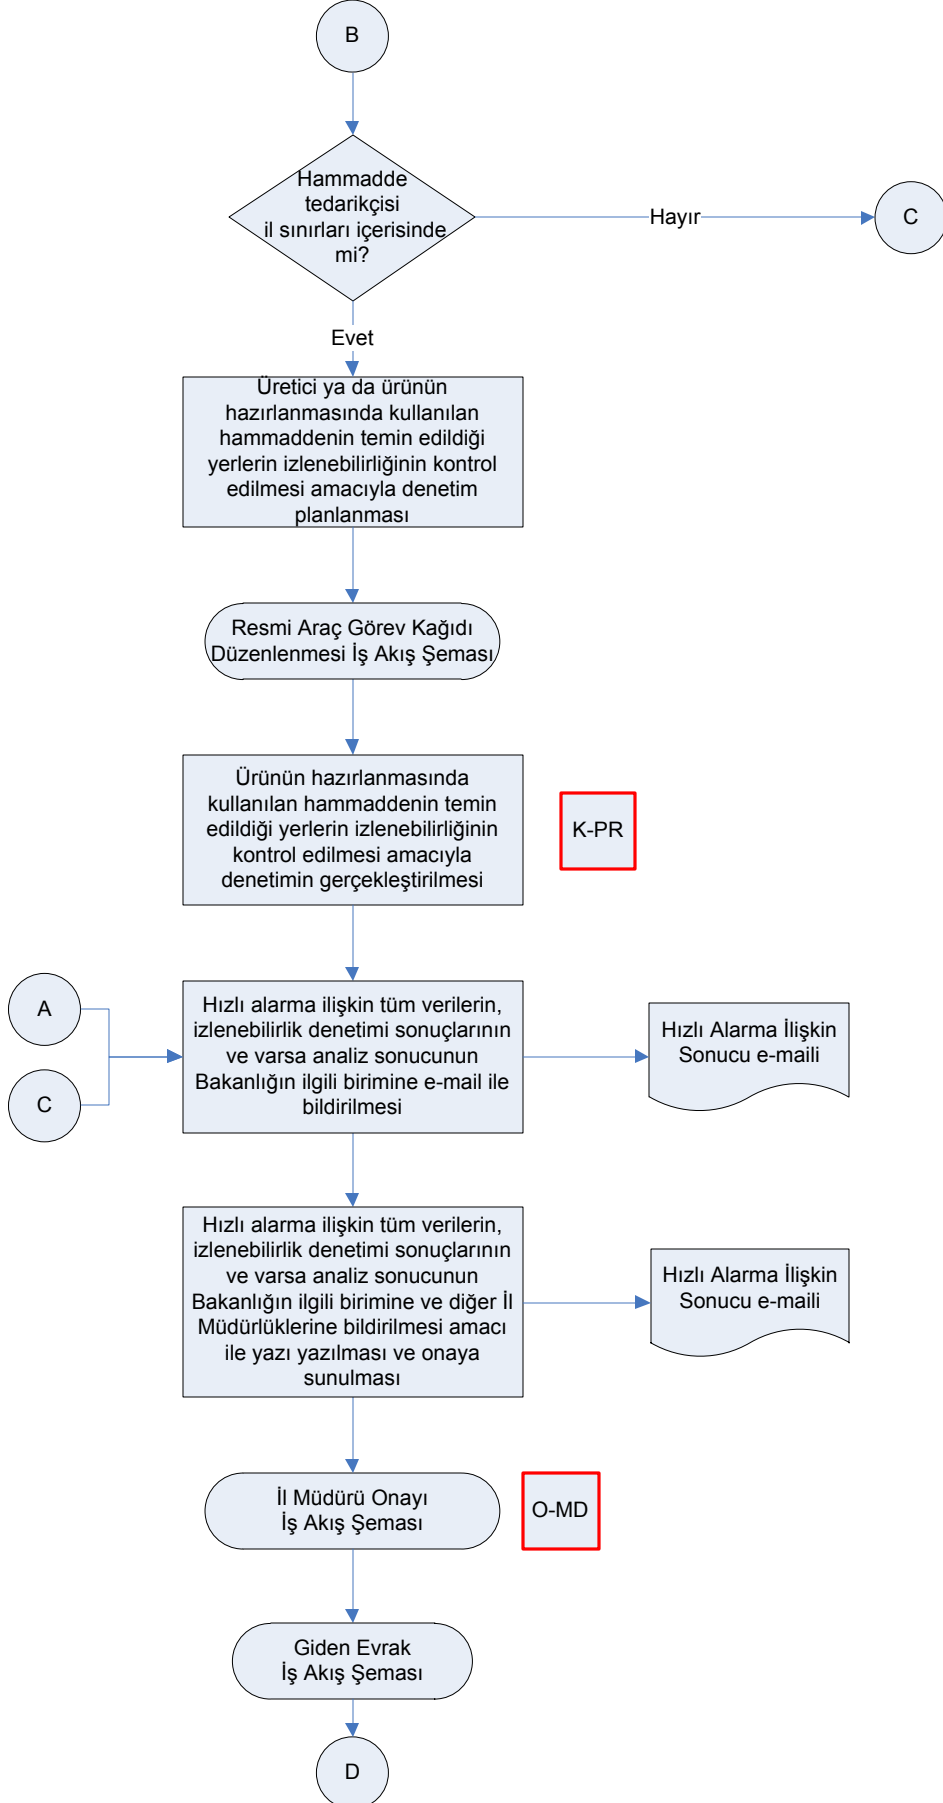 B
Hammadde
tedarikçisi
il sınırları içerisinde
mi?
Hayır
C
Evet
Üretici ya da ürünün
hazırlanmasında kullanılan
hammaddenin temin edildiği
yerlerin izlenebilirliğinin kontrol
edilmesi amacıyla denetim
planlanması
Resmi Araç Görev Kağıdı
Düzenlenmesi İş Akış Şeması
Ürünün hazırlanmasında
kullanılan hammaddenin temin
edildiği yerlerin izlenebilirliğinin
kontrol edilmesi amacıyla
denetimin gerçekleştirilmesi
K-PR
A
C
Hızlı alarma ilişkin tüm verilerin,
izlenebilirlik denetimi sonuçlarının
ve varsa analiz sonucunun
Bakanlığın ilgili birimine e-mail ile
bildirilmesi
Hızlı Alarma İlişkin
Sonucu e-maili
Hızlı alarma ilişkin tüm verilerin,
izlenebilirlik denetimi sonuçlarının
ve varsa analiz sonucunun
Bakanlığın ilgili birimine ve diğer İl
Müdürlüklerine bildirilmesi amacı
ile yazı yazılması ve onaya
sunulması
Hızlı Alarma İlişkin
Sonucu e-maili
İl Müdürü Onayı
İş Akış Şeması
O-MD
Giden Evrak
İş Akış Şeması
D